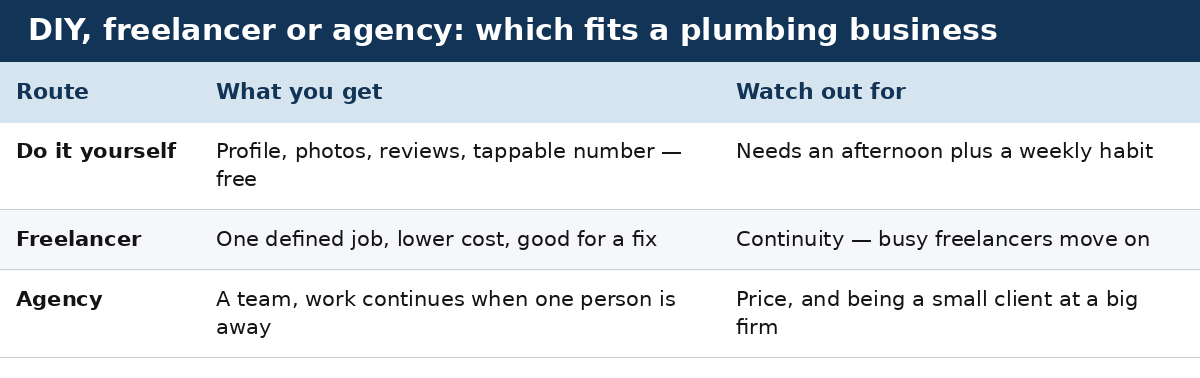 DIY, freelancer or agency: which fits a plumbing business
Route What you get Watch out for
Do it yourself Profile, photos, reviews, tappable number — Needs an afternoon plus a weekly habit
free
Freelancer One defined job, lower cost, good for a fix Continuity — busy freelancers move on
Agency A team, work continues when one person is Price, and being a small client at a big
away firm